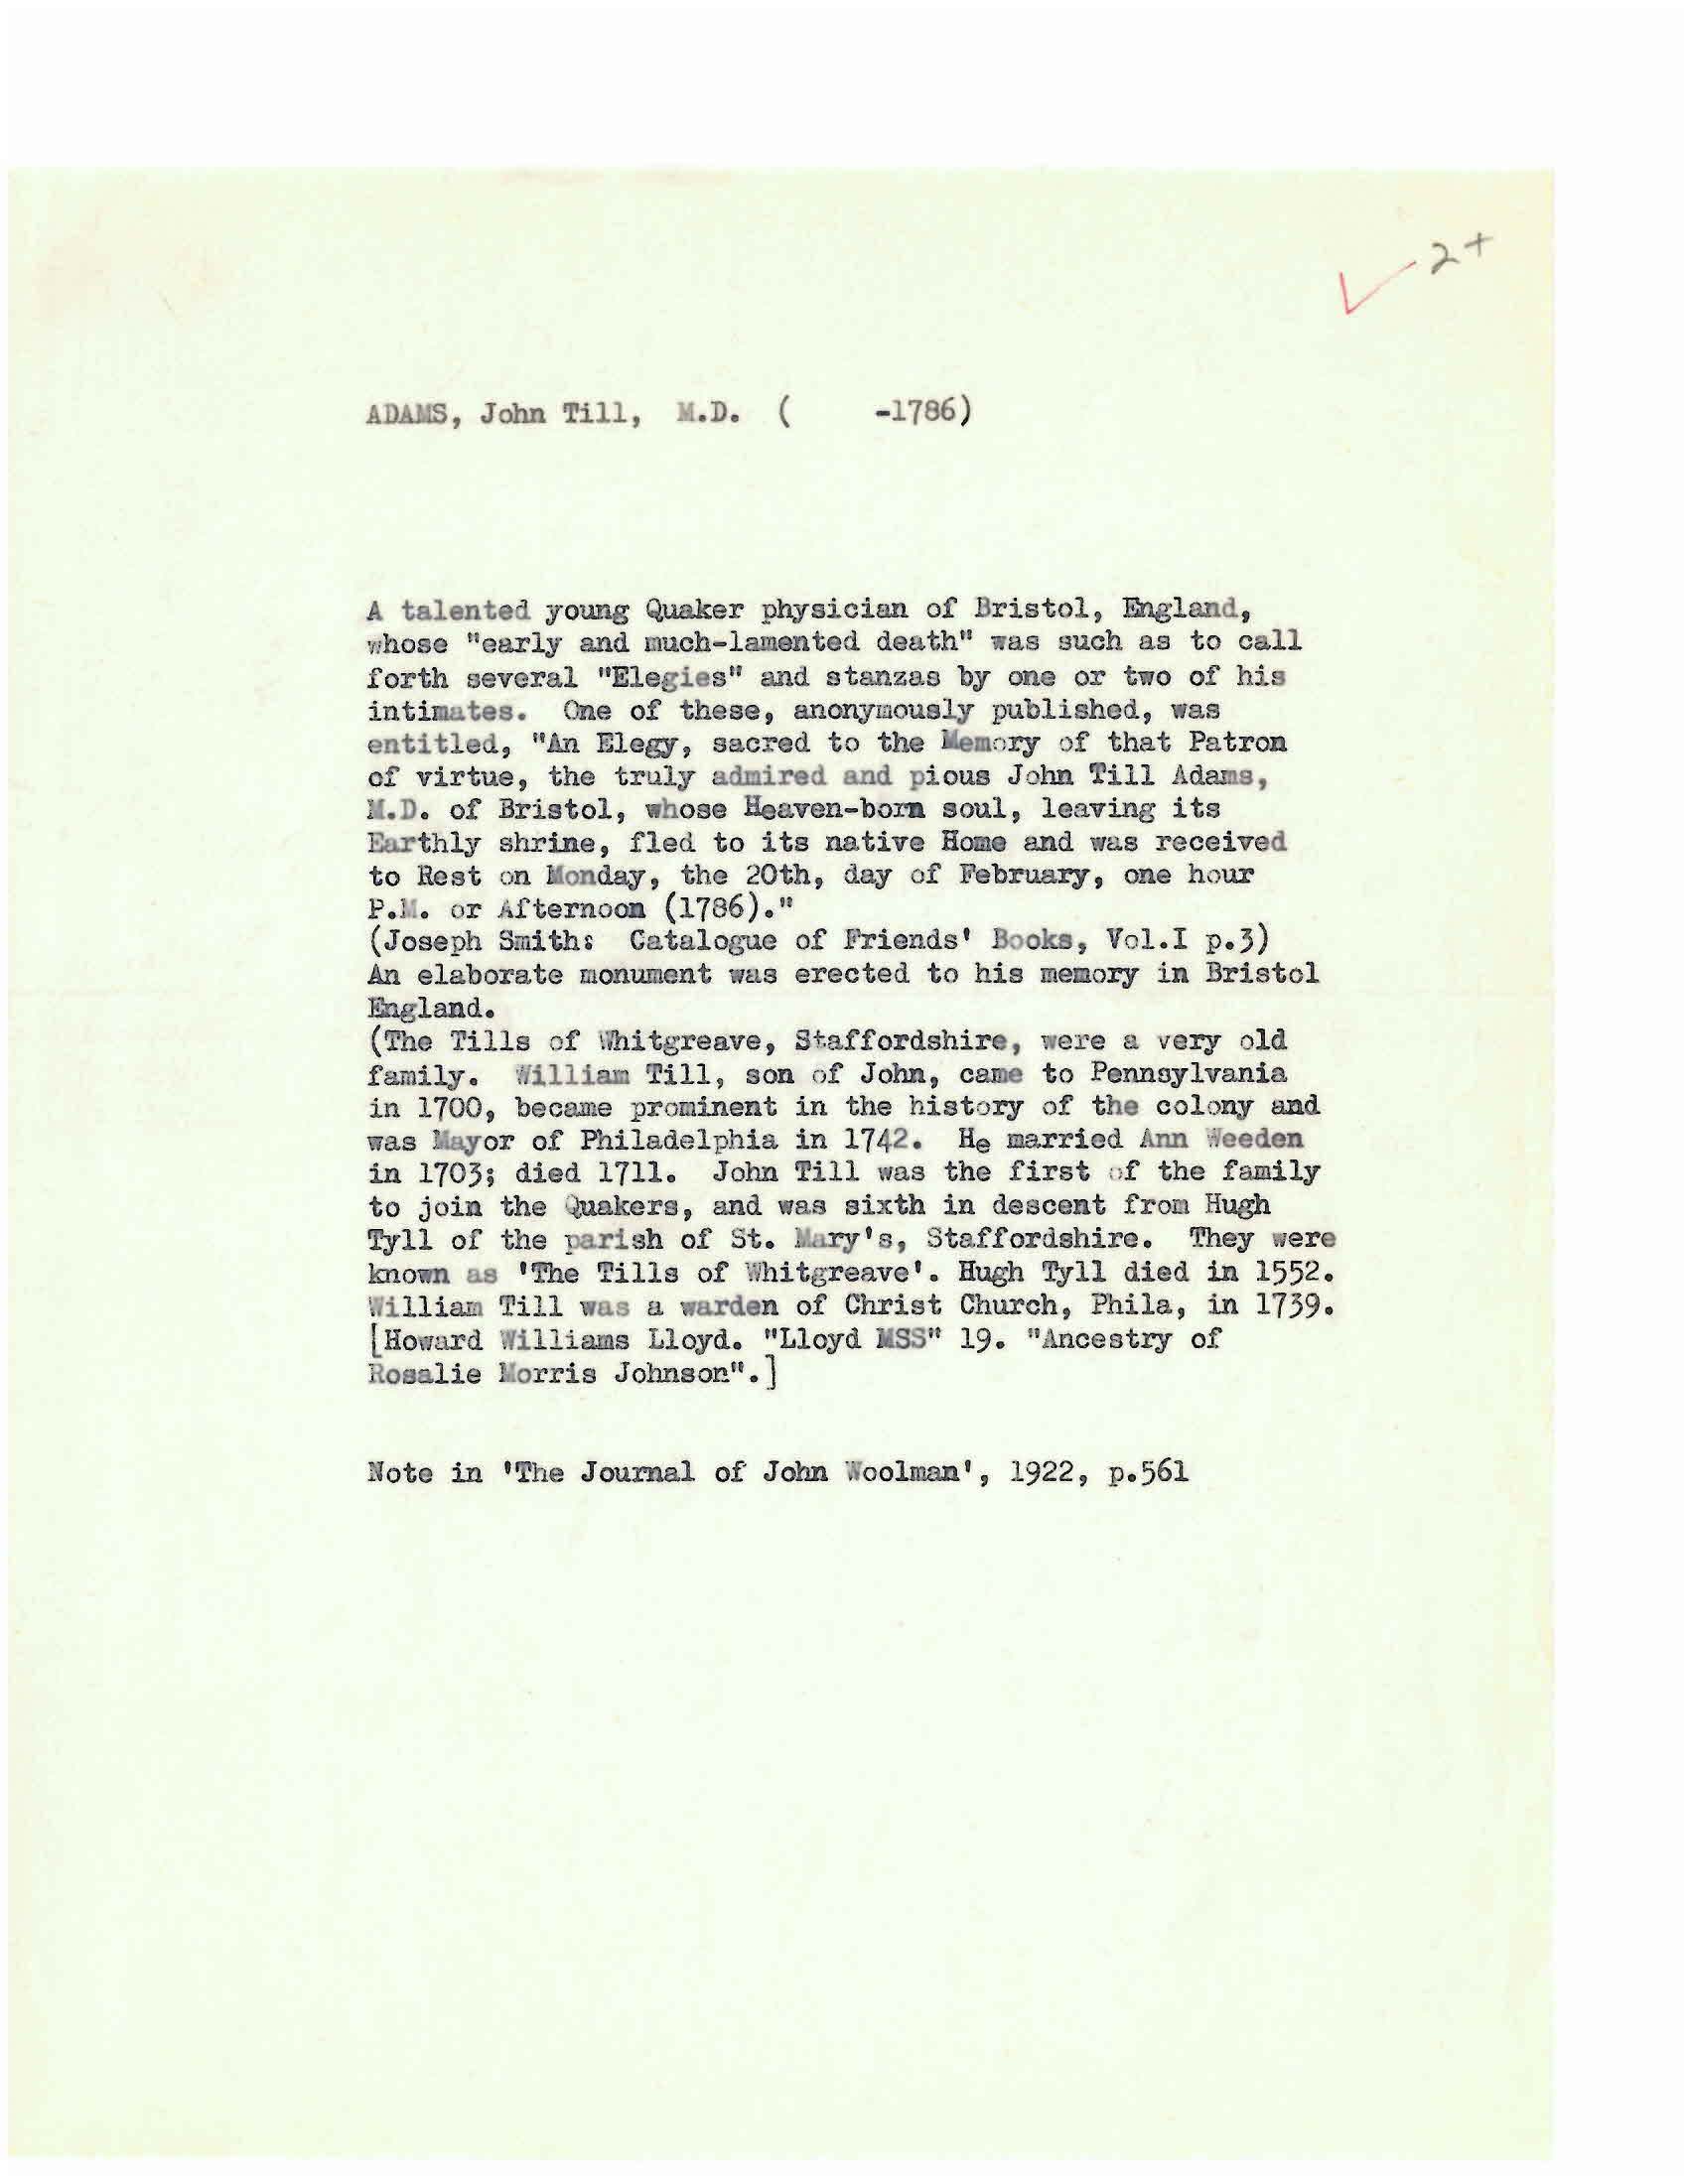 2+
ADAMS, John Till, M.D. (     -1786)
A talented young Quaker physician of Bristol, England,
whose "early and much-lamented death" was such as to call
forth several "Elegies" and stanzas by one or two of his
intimates. One of these, anonymously published, was
entitled, "An Elegy, sacred to the Memory of that Patron
of virtue, the truly admired and pious John Till Adams,
M.D. of Bristol, whose Heaven-born soul, leaving its
Earthly shrine, fled to its native Home and was received
to Rest on Monday, the 20th, day of February, one hour
P.M. or Afternoon (1786)."
(Joseph Smith: Catalogue of Friends' Books, Vol.I p.3)
An elaborate monument was erected to his memory in Bristol
England.
(The Tills of Whitgreave, Staffordshire, were a very old
family. William Till, son of John, came to Pennsylvania
in 1700, became prominent in the history of the colony and
was Mayor of Philadelphia in 1742. He married Ann Weeden
in 1703; died 1711. John Till was the first of the family
to join the Quakers, and was sixth in descent from Hugh
Tyll of the parish of St. Mary's, Staffordshire. They were
known as 'The Tills of Whitgreave'. Hugh Tyll died in 1552.
William Till was a warden of Christ Church, Phila, in 1739.
[Howard Williams Lloyd. "Lloyd MSS" 19. "Ancestry of
Rosalie Morris Johnson".]
Note in 'The Journal of John Woolman', 1922, p.561